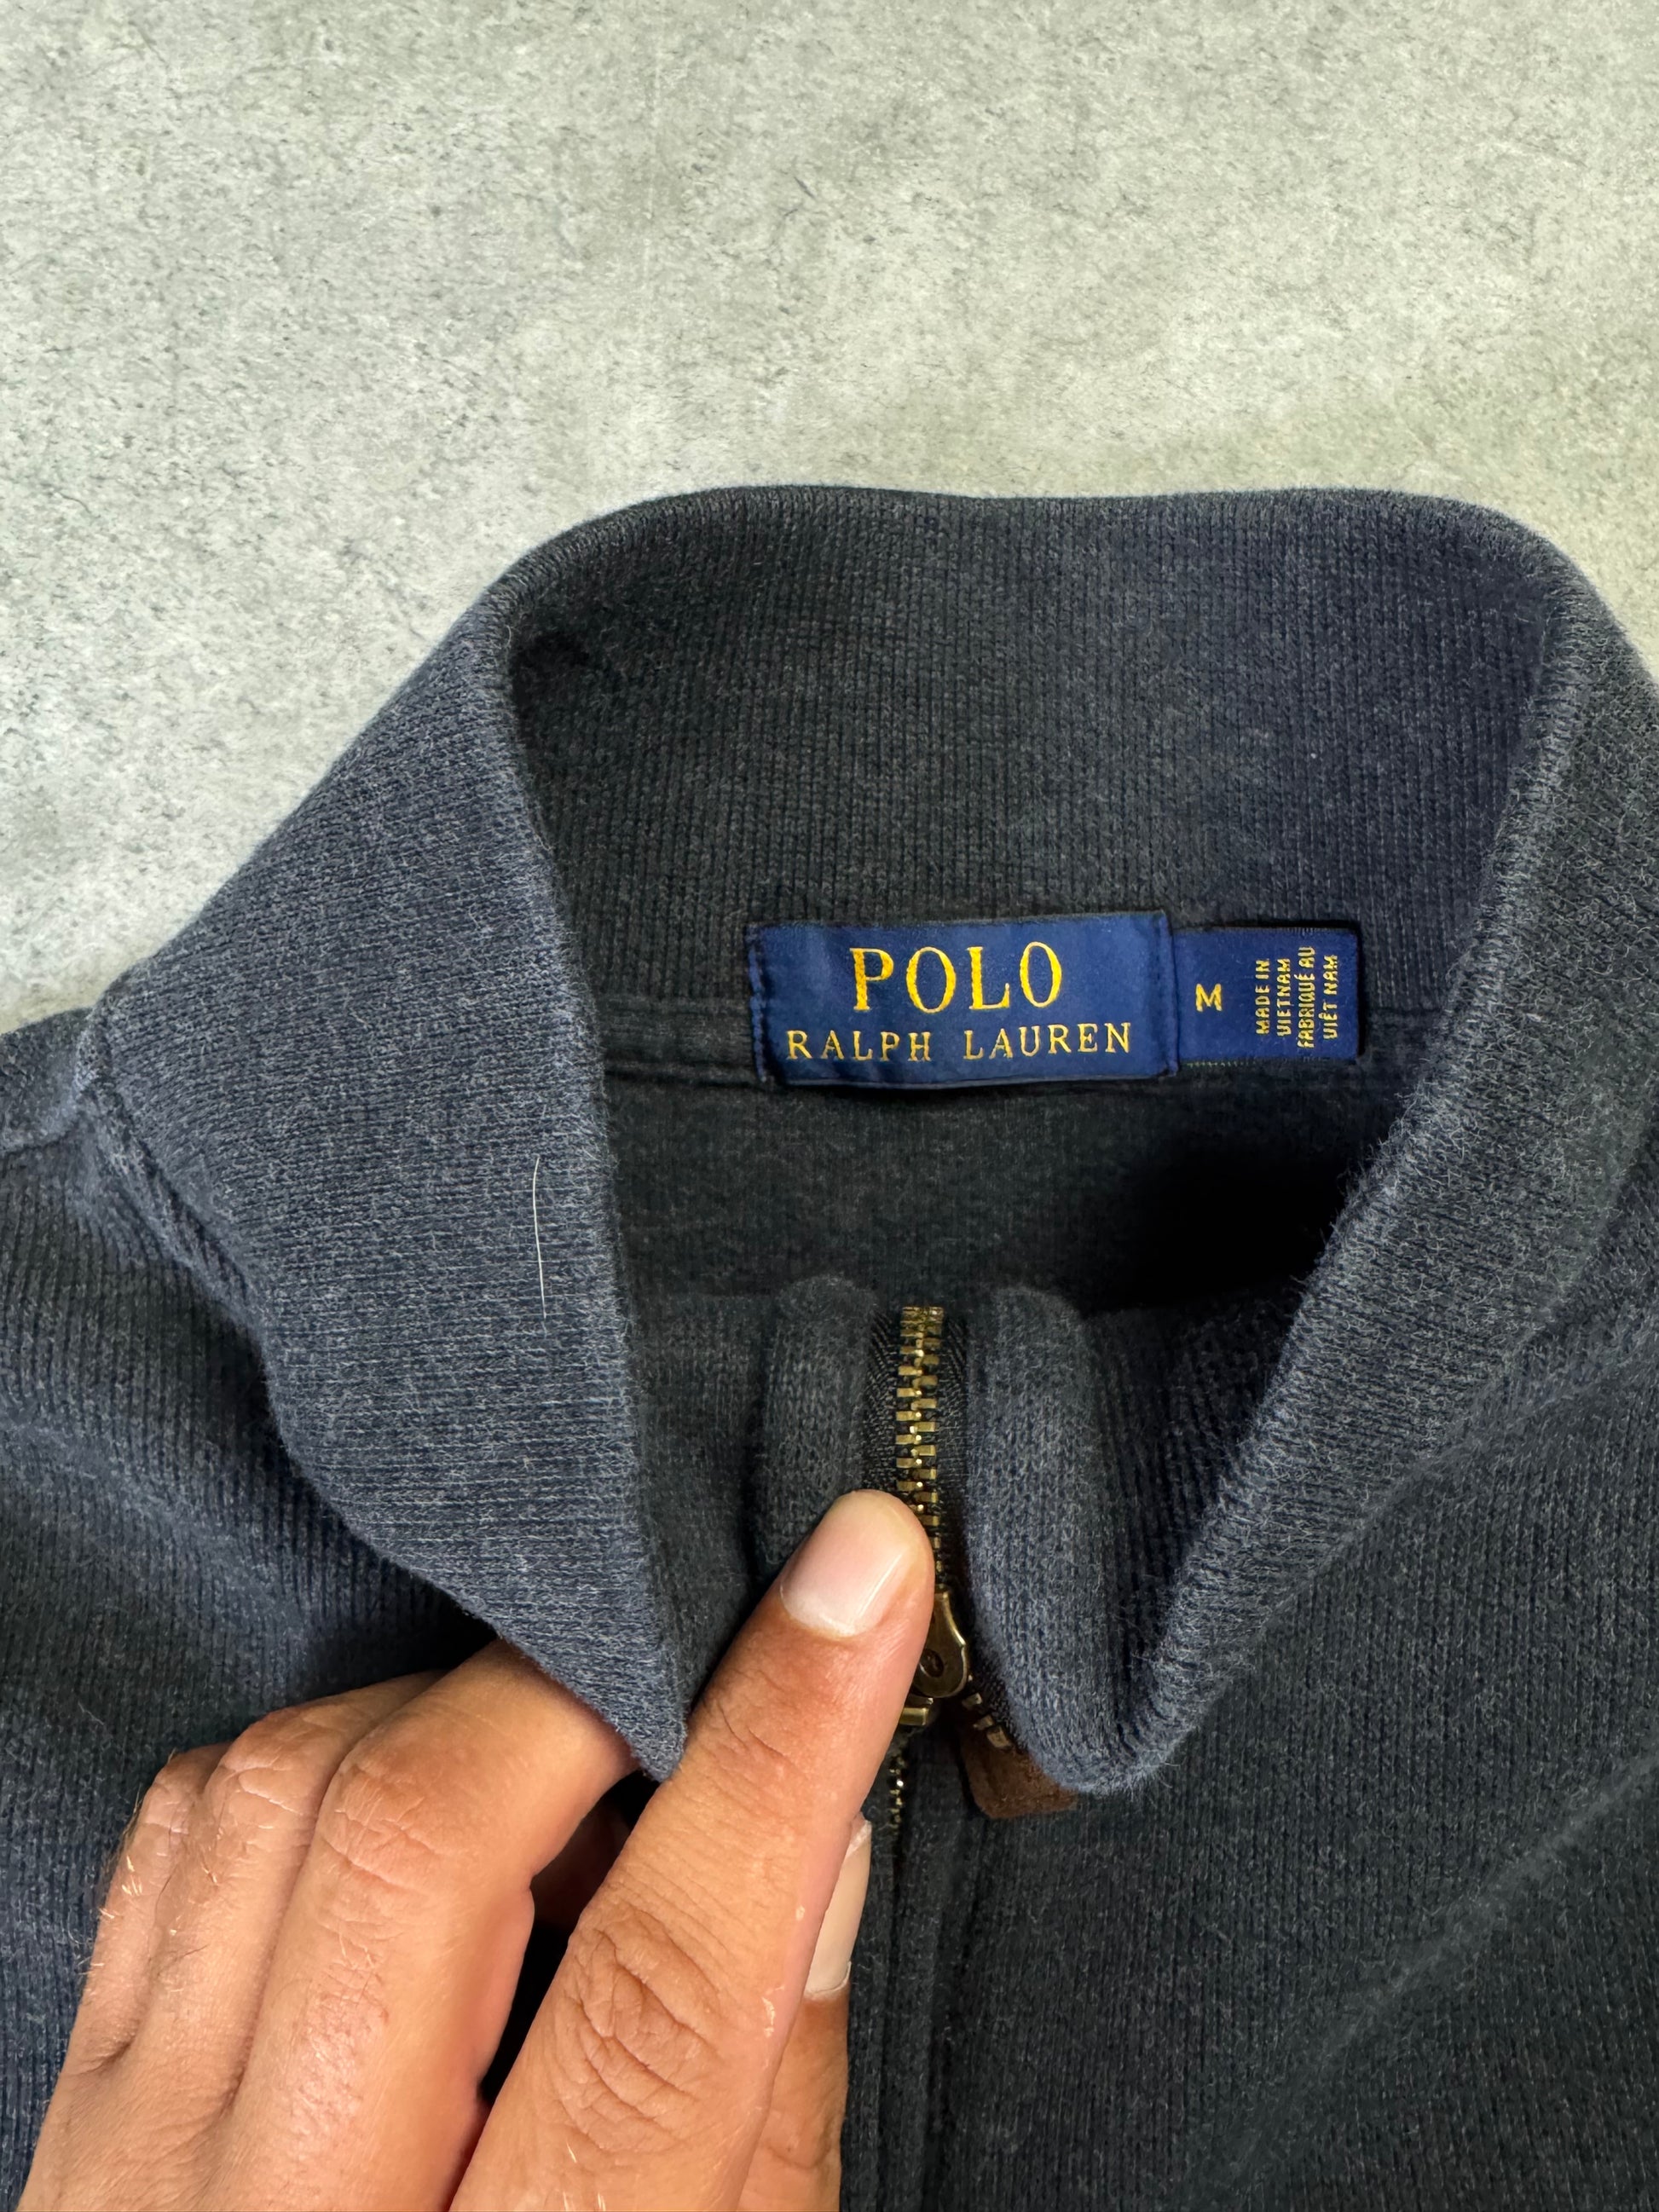 POLO
RALPH LAUREN
M
MADE IN
VIETNAM
FABRIQUÉ AU
VIÊT NAM